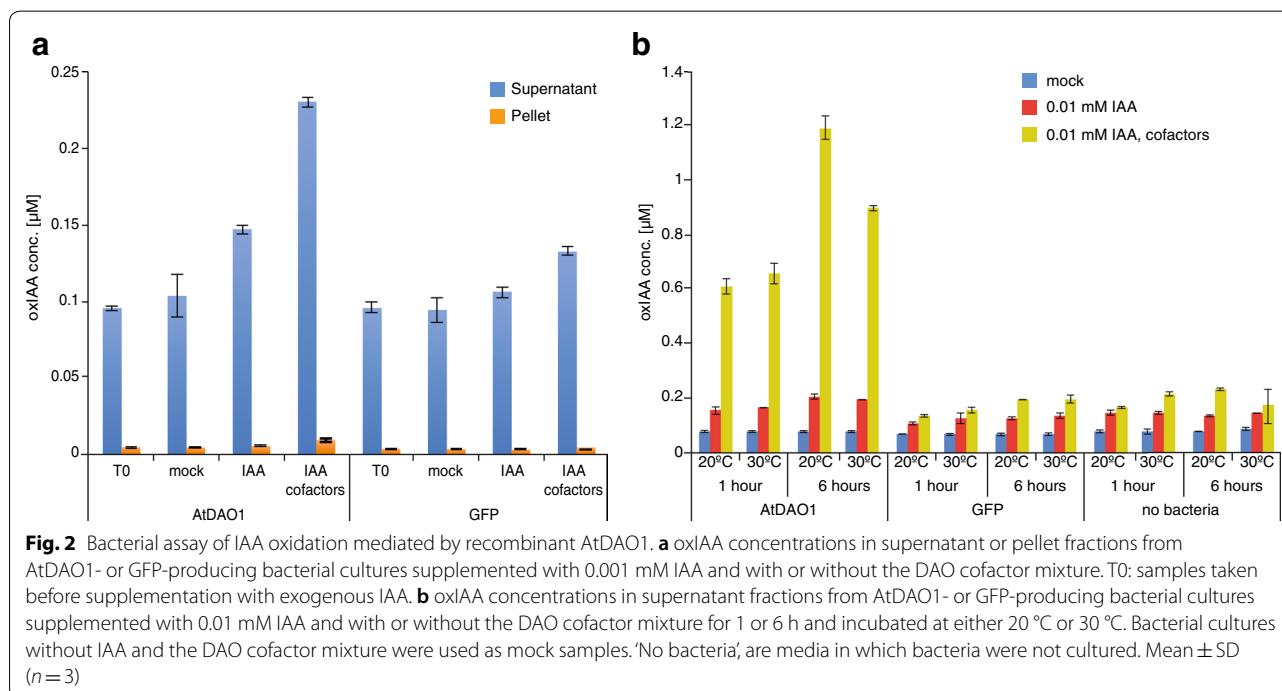 a
0.25
0.2
0.15
0.1
0.05
0
oxIAA conc. [µM]
Supernatant
Pellet
T0 mock IAA IAA cofactors T0 mock IAA IAA cofactors
AtDAO1 GFP
b
1.4
1.2
1.0
0.8
0.6
0.4
0.2
0
oxIAA conc. [µM]
mock
0.01 mM IAA
0.01 mM IAA, cofactors
20ºC 30ºC 20ºC 30ºC 20ºC 30ºC 20ºC 30ºC 20ºC 30ºC 20ºC 30ºC
1 hour 6 hours 1 hour 6 hours 1 hour 6 hours
AtDAO1 GFP no bacteria
Fig. 2 Bacterial assay of IAA oxidation mediated by recombinant AtDAO1. a oxIAA concentrations in supernatant or pellet fractions from
AtDAO1- or GFP-producing bacterial cultures supplemented with 0.001 mM IAA and with or without the DAO cofactor mixture. T0: samples taken
before supplementation with exogenous IAA. b oxIAA concentrations in supernatant fractions from AtDAO1- or GFP-producing bacterial cultures
supplemented with 0.01 mM IAA and with or without the DAO cofactor mixture for 1 or 6 h and incubated at either 20 °C or 30 °C. Bacterial cultures
without IAA and the DAO cofactor mixture were used as mock samples. ‘No bacteria’, are media in which bacteria were not cultured. Mean ± SD
(n = 3)